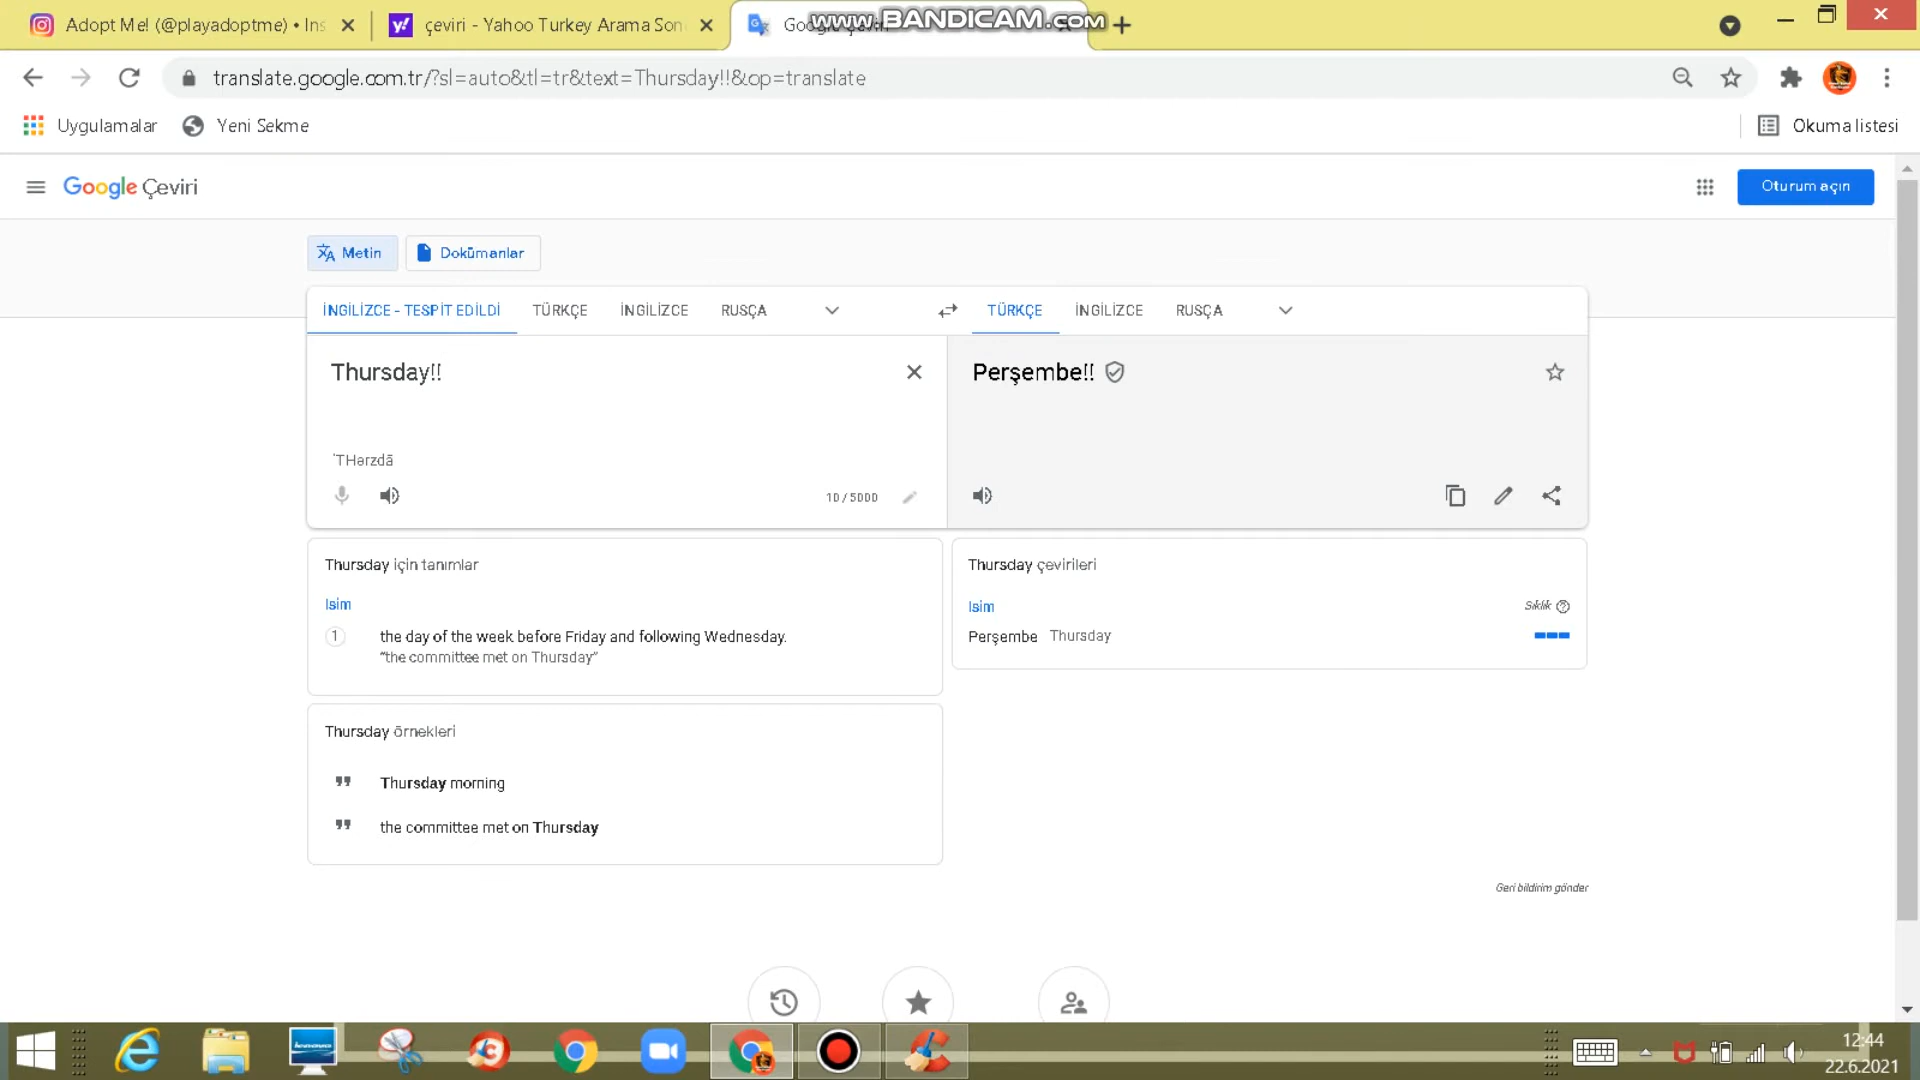 Adopt Me! (@playadoptme) • Ins
çeviri - Yahoo Turkey Arama Son
www.BANDICAM.com
translate.google.com.tr/?sl=auto&tl=tr&text=Thursday!!&op=translate
Uygulamalar
Yeni Sekme
Okuma listesi
Google Çeviri
Oturum açın
Metin
Dokümanlar
İNGİLİZCE - TESPİT EDİLDİ TÜRKÇE İNGİLİZCE RUSÇA
TÜRKÇE İNGİLİZCE RUSÇA
Thursday!!
Perşembe!!
ˈTHərzdā
10 / 5000
Thursday için tanımlar
İsim
1
the day of the week before Friday and following Wednesday.
"the committee met on Thursday"
Thursday çevirileri
İsim
Sıklık
Perşembe Thursday
Thursday örnekleri
Thursday morning
the committee met on Thursday
Geri bildirim gönder
12:44
22.6.2021